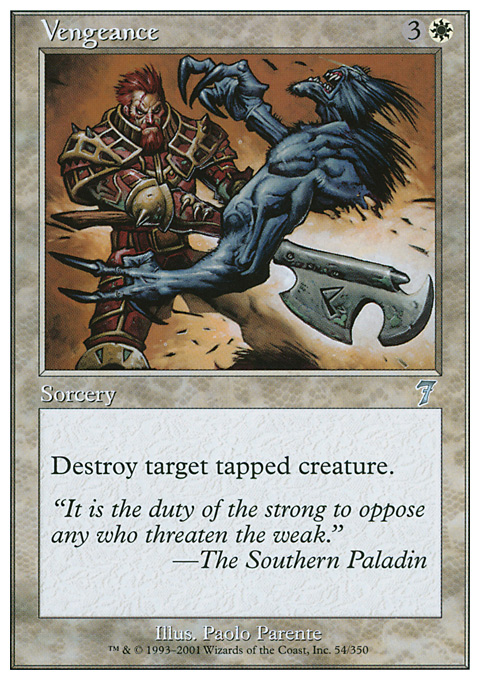 Vengeance 3
Sorcery
Destroy target tapped creature.
“It is the duty of the strong to oppose
any who threaten the weak.”
—The Southern Paladin
Illus. Paolo Parente
™ & © 1993–2001 Wizards of the Coast, Inc. 54/350